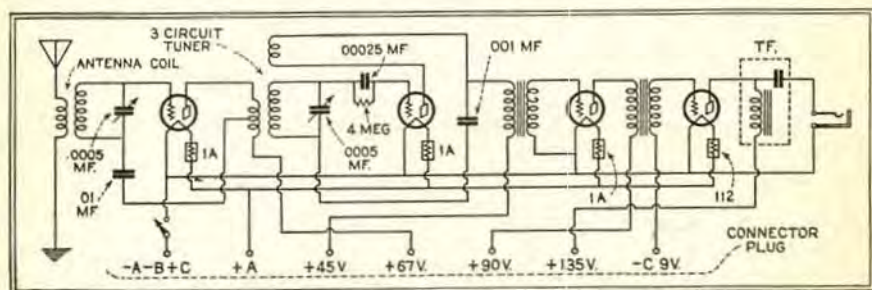 3 CIRCUIT
TUNER
ANTENNA COIL
.00025 MF.
.001 MF
T.F.
4 MEG
.0005
MF.
.01
MF.
1A
.0005
MF.
1A
1A
112
CONNECTOR
PLUG
-A-B+C
+A
+45V.
+67V.
+90V.
+135V.
-C 9V.